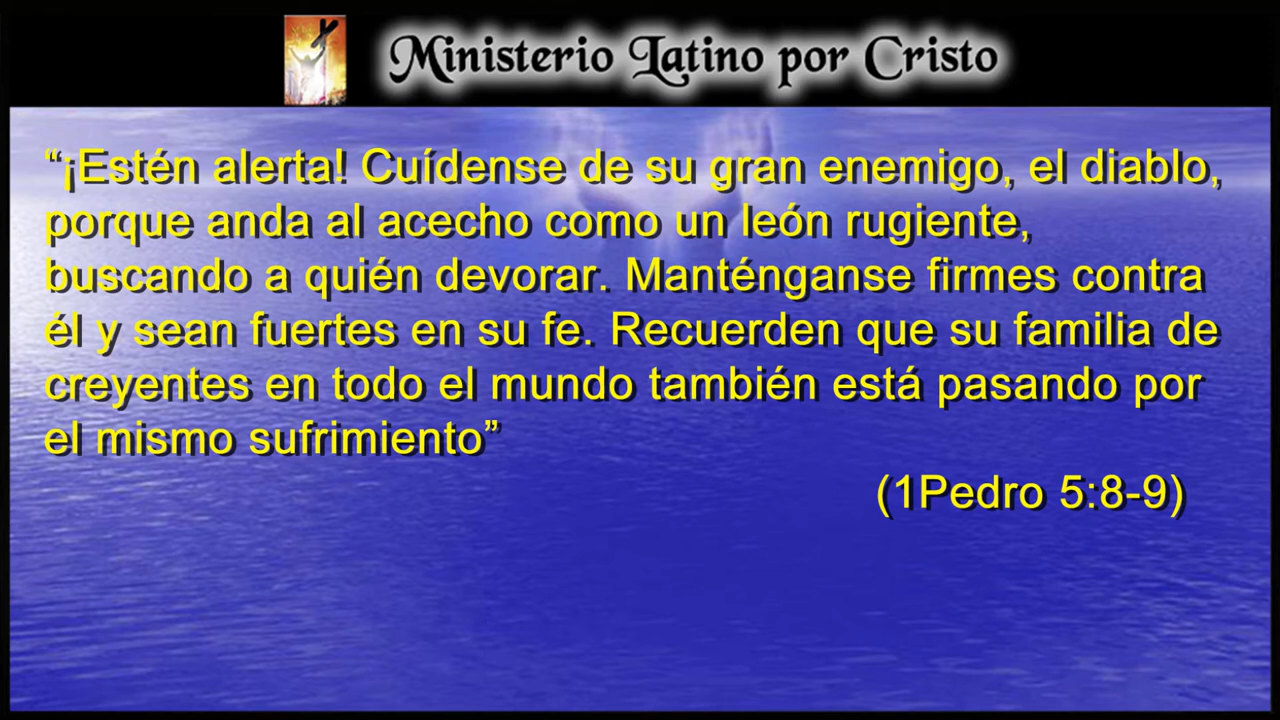 Ministerio Latino por Cristo
“¡Estén alerta! Cuídense de su gran enemigo, el diablo,
porque anda al acecho como un león rugiente,
buscando a quién devorar. Manténganse firmes contra
él y sean fuertes en su fe. Recuerden que su familia de
creyentes en todo el mundo también está pasando por
el mismo sufrimiento”
(1Pedro 5:8-9)